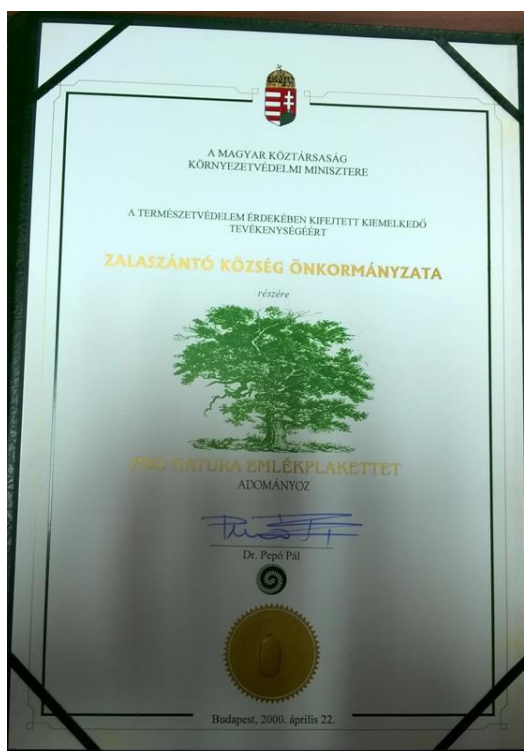 A MAGYAR KÖZTÁRSASÁG
KÖRNYEZETVÉDELMI MINISZTERE
A TERMÉSZETVÉDELEM ÉRDEKÉBEN KIFEJTETT KIEMELKEDŐ
TEVÉKENYSÉGÉÉRT
ZALASZÁNTÓ KÖZSÉG ÖNKORMÁNYZATA
részére
PRO NATURA EMLÉKPLAKETTET
ADOMÁNYOZ
Dr. Pepó Pál
Budapest, 2000. április 22.